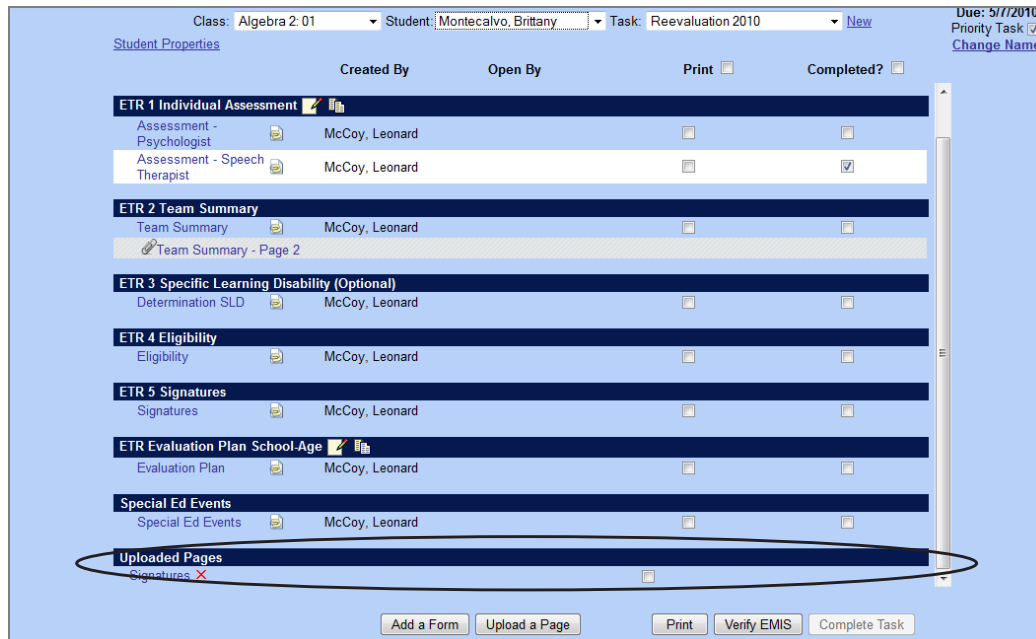 Class: Algebra 2: 01 Student: Montecalvo, Brittany Task: Reevaluation 2010 New Due: 5/7/2010
Priority Task
Student Properties Change Name
Created By Open By Print Completed?
ETR 1 Individual Assessment
Assessment - Psychologist McCoy, Leonard
Assessment - Speech Therapist McCoy, Leonard
ETR 2 Team Summary
Team Summary McCoy, Leonard
Team Summary - Page 2
ETR 3 Specific Learning Disability (Optional)
Determination SLD McCoy, Leonard
ETR 4 Eligibility
Eligibility McCoy, Leonard
ETR 5 Signatures
Signatures McCoy, Leonard
ETR Evaluation Plan School-Age
Evaluation Plan McCoy, Leonard
Special Ed Events
Special Ed Events McCoy, Leonard
Uploaded Pages
Signatures
Add a Form Upload a Page Print Verify EMIS Complete Task